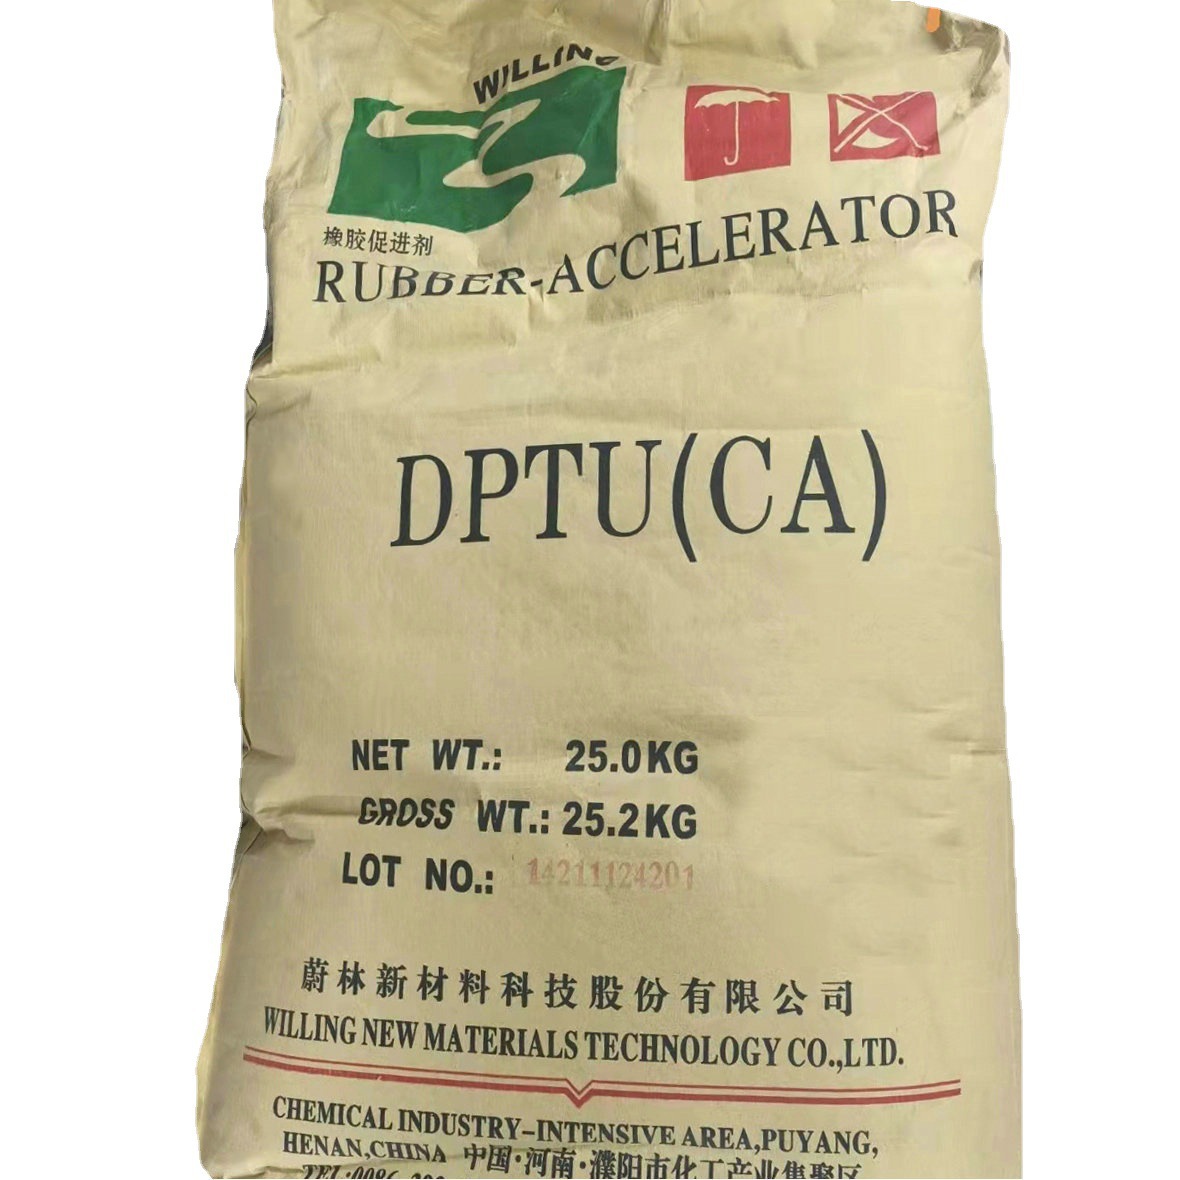 WILLING
橡胶促进剂
RUBBER-ACCELERATOR
DPTU(CA)
NET WT.: 25.0KG
GROSS WT.: 25.2KG
LOT NO.: 14211124201
蔚林新材料科技股份有限公司
WILLING NEW MATERIALS TECHNOLOGY CO.,LTD.
CHEMICAL INDUSTRY-INTENSIVE AREA,PUYANG,
HENAN,CHINA 中国·河南·濮阳市化工产业集聚区
TEL:0086-